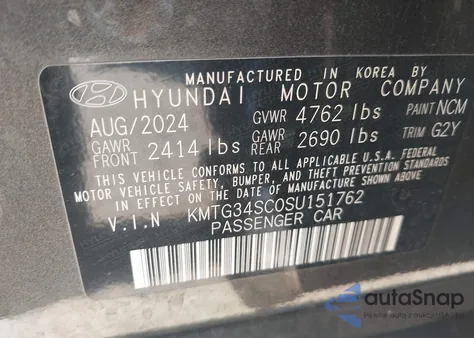 MANUFACTURED IN KOREA BY
HYUNDAI MOTOR COMPANY
AUG/2024 GVWR 4762 lbs PAINT NCM
GAWR FRONT 2414 lbs GAWR REAR 2690 lbs TRIM G2Y
THIS VEHICLE CONFORMS TO ALL APPLICABLE U.S.A. FEDERAL
MOTOR VEHICLE SAFETY, BUMPER, AND THEFT PREVENTION STANDARDS
IN EFFECT ON THE DATE OF MANUFACTURE SHOWN ABOVE.
V.I.N KMTG34SC0SU151762
PASSENGER CAR
autoSnap